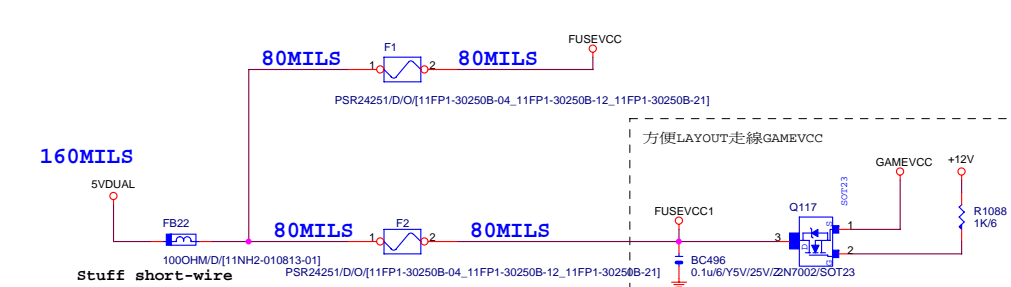 FUSEVCC
F1
80MILS
80MILS
1
2
PSR24251/D/O/[11FP1-30250B-04_11FP1-30250B-12_11FP1-30250B-21]
方便LAYOUT走線GAMEVCC
160MILS
GAMEVCC
+12V
5VDUAL
SOT23
FUSEVCC1
Q117
R1088
1K/6
FB22
80MILS
F2
80MILS
1
2
3
S
1
D
G
2
100OHM/D/[11NH2-010813-01]
BC496
Stuff short-wire
PSR24251/D/O/[11FP1-30250B-04_11FP1-30250B-12_11FP1-30250B-21]
0.1u/6/Y5V/25V/Z
2N7002/SOT23